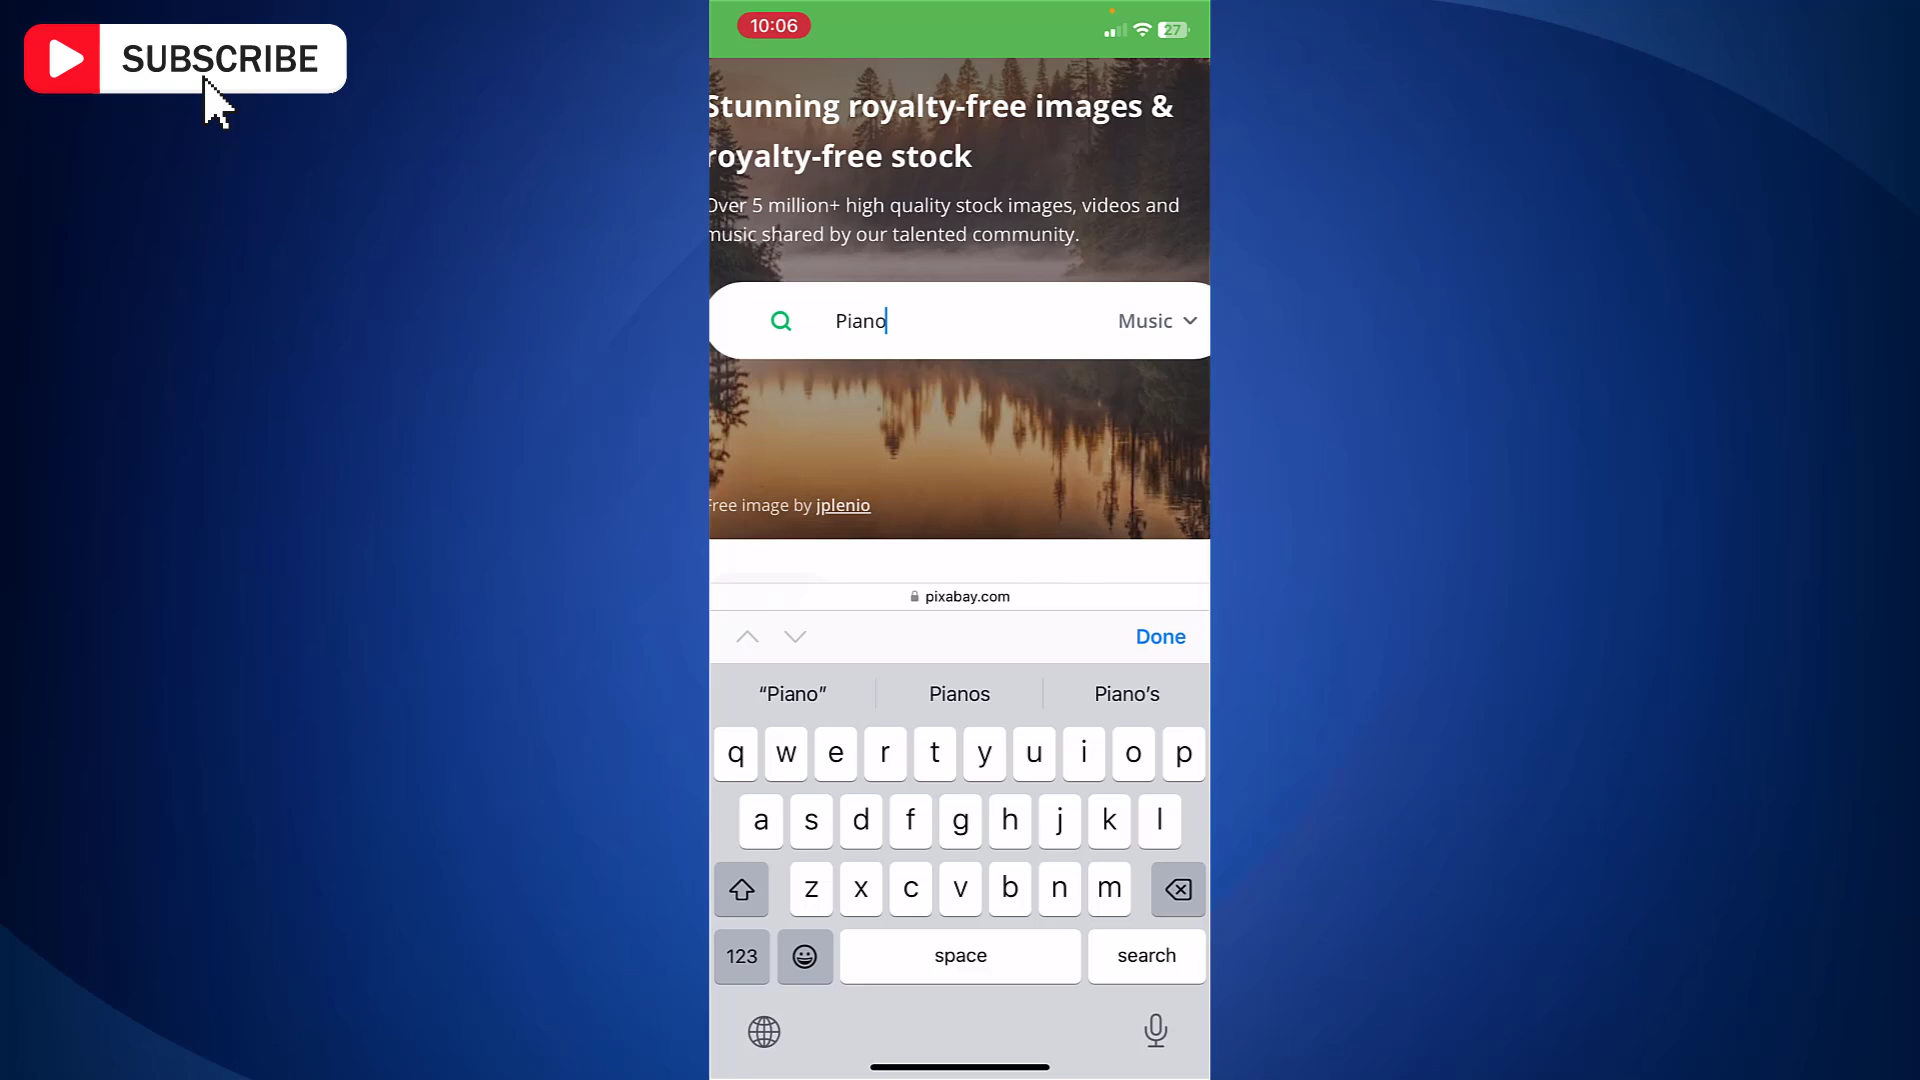 SUBSCRIBE
10:06
27
Stunning royalty-free images &
royalty-free stock
Over 5 million+ high quality stock images, videos and
music shared by our talented community.
Piano
Music
Free image by jplenio
pixabay.com
Done
“Piano”
Pianos
Piano’s
q w e r t y u i o p
a s d f g h j k l
z x c v b n m
123
space
search